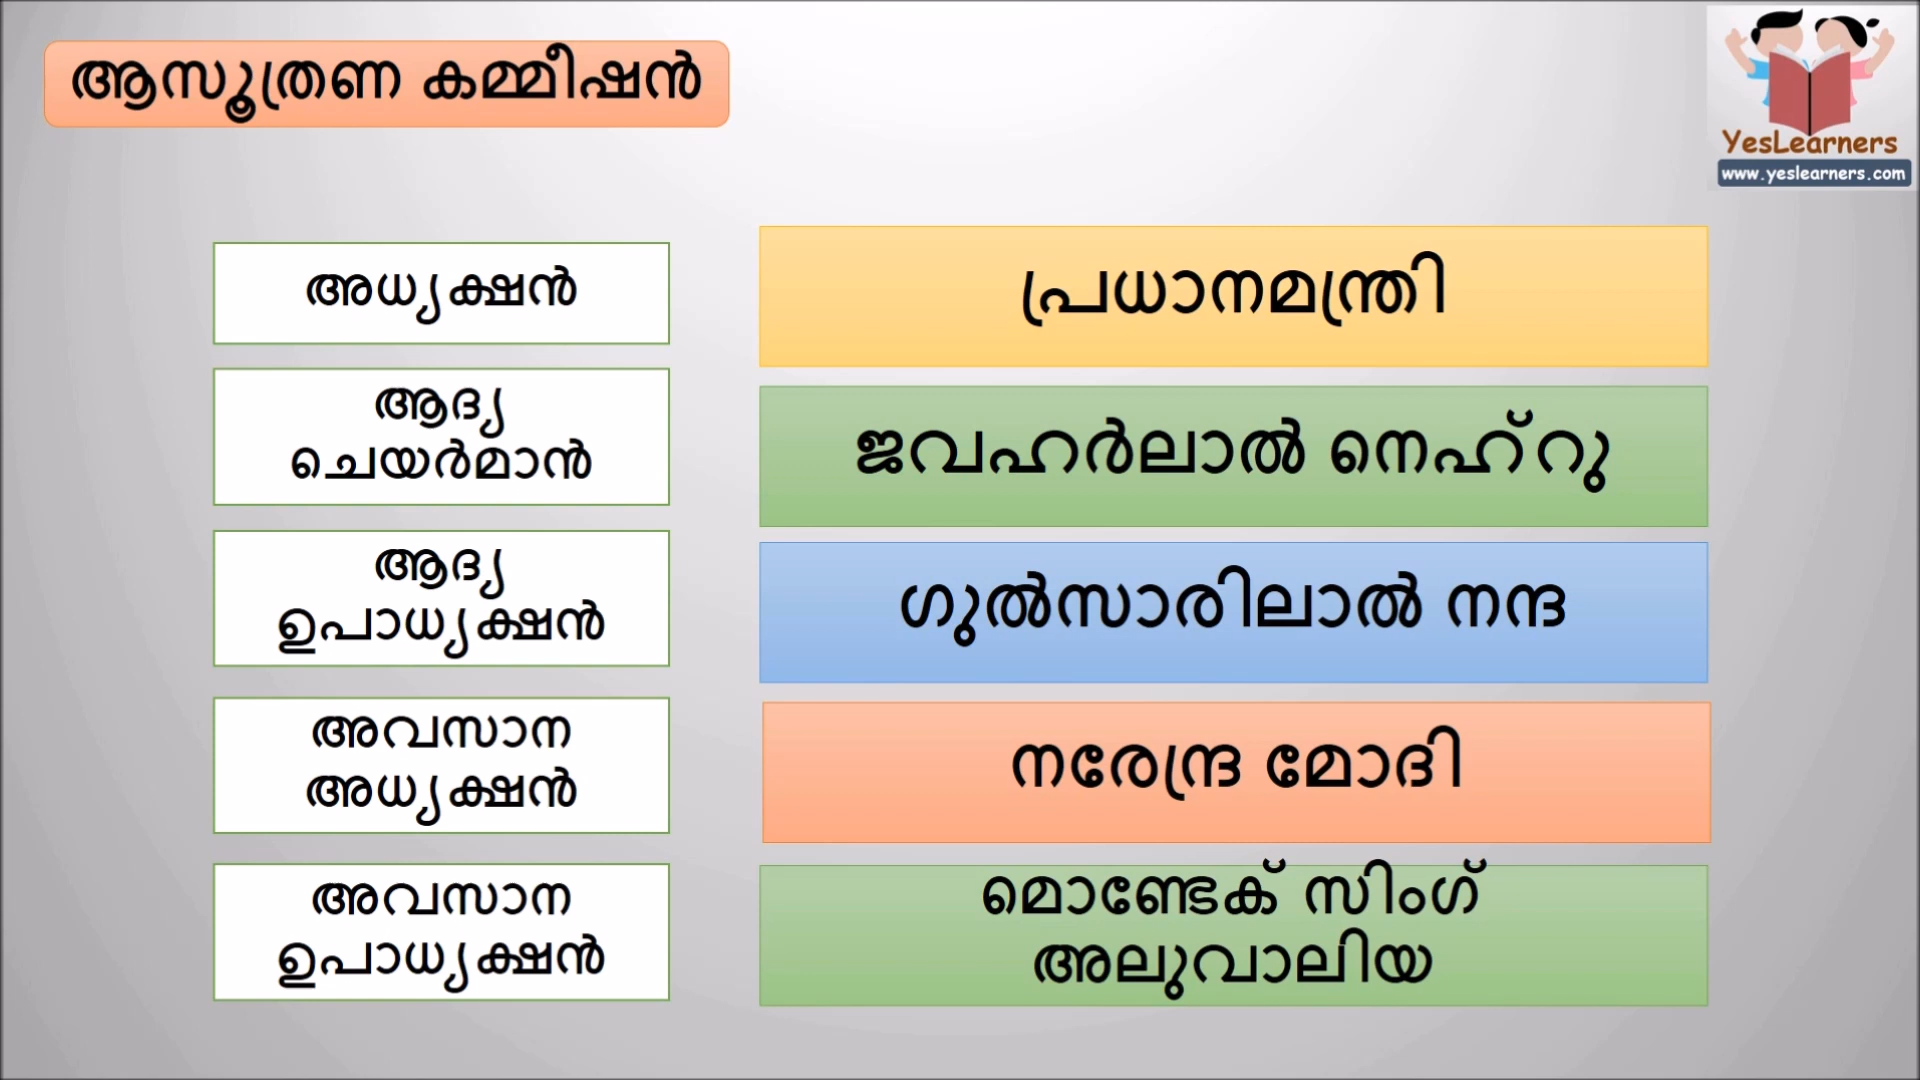 ആസൂത്രണ കമ്മീഷൻ
YesLearners
www.yeslearners.com
അധ്യക്ഷൻ
പ്രധാനമന്ത്രി
ആദ്യ
ചെയർമാൻ
ജവഹർലാൽ നെഹ്റു
ആദ്യ
ഉപാധ്യക്ഷൻ
ഗുൽസാരിലാൽ നന്ദ
അവസാന
അധ്യക്ഷൻ
നരേന്ദ്ര മോദി
അവസാന
ഉപാധ്യക്ഷൻ
മൊണ്ടേക് സിംഗ്
അലുവാലിയ